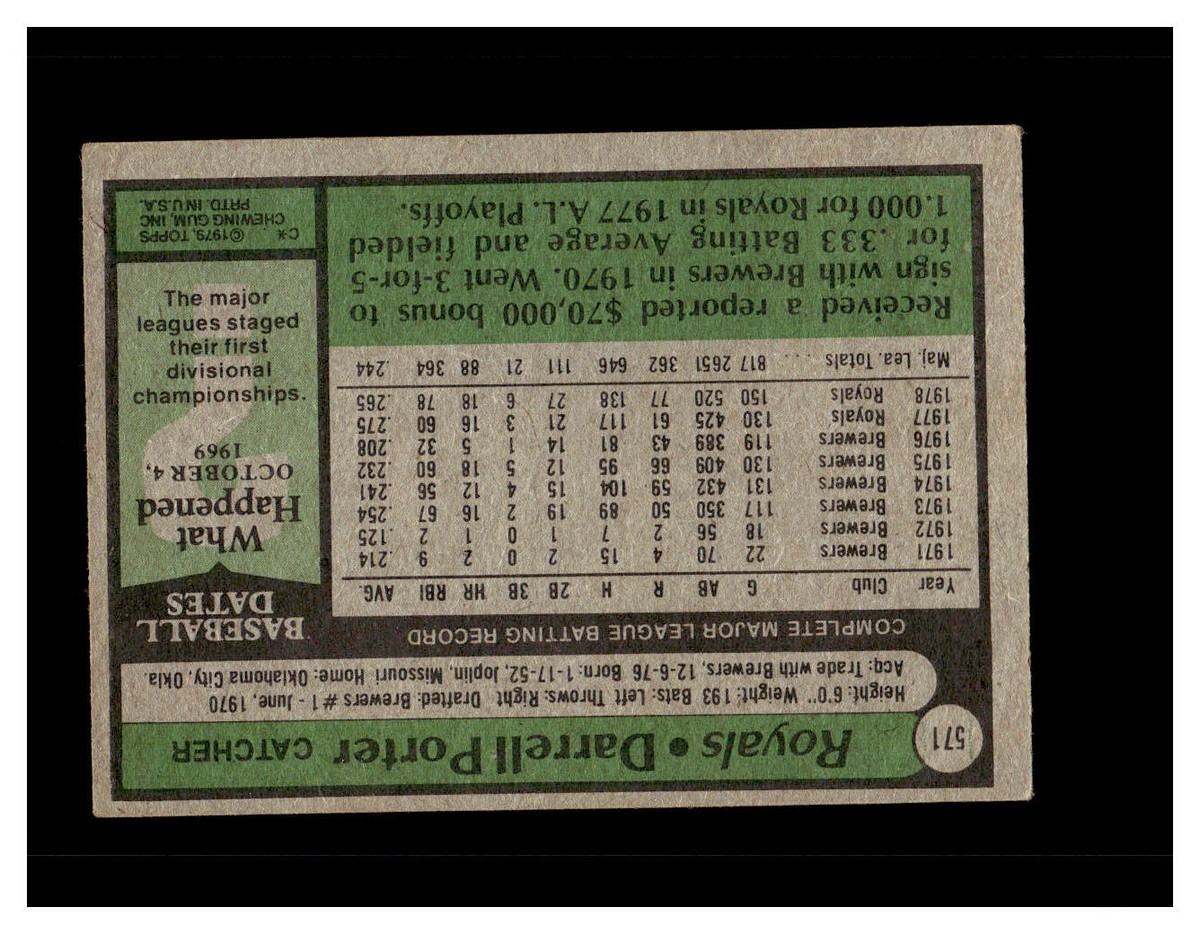 571
Royals • Darrell Porter CATCHER
Height: 6'0" Weight: 193 Bats: Left Throws: Right Drafted: Brewers #1 - June, 1970
Acq: Trade with Brewers, 12-6-76 Born: 1-17-52, Joplin, Missouri Home: Oklahoma City, Okla.
COMPLETE MAJOR LEAGUE BATTING RECORD
Year Club G AB R H 2B 3B HR RBI AVG.
1971 Brewers 22 70 4 15 2 0 2 9 .214
1972 Brewers 18 56 2 7 1 0 1 2 .125
1973 Brewers 117 350 50 89 19 2 16 67 .254
1974 Brewers 131 432 59 104 15 4 12 56 .241
1975 Brewers 130 409 66 95 12 5 18 60 .232
1976 Brewers 119 389 43 81 14 1 5 32 .208
1977 Royals 130 425 61 117 21 3 16 60 .275
1978 Royals 150 520 77 138 27 6 18 78 .265
Maj. Lea. Totals .... 817 2651 362 646 111 21 88 364 .244
Received a reported $70,000 bonus to
sign with Brewers in 1970. Went 3-for-5
for .333 Batting Average and fielded
1.000 for Royals in 1977 A.L. Playoffs.
BASEBALL
DATES
What
Happened
OCTOBER 4,
1969
The major
leagues staged
their first
divisional
championships.
C* ©1979, TOPPS
CHEWING GUM, INC
PRTD. IN U.S.A.